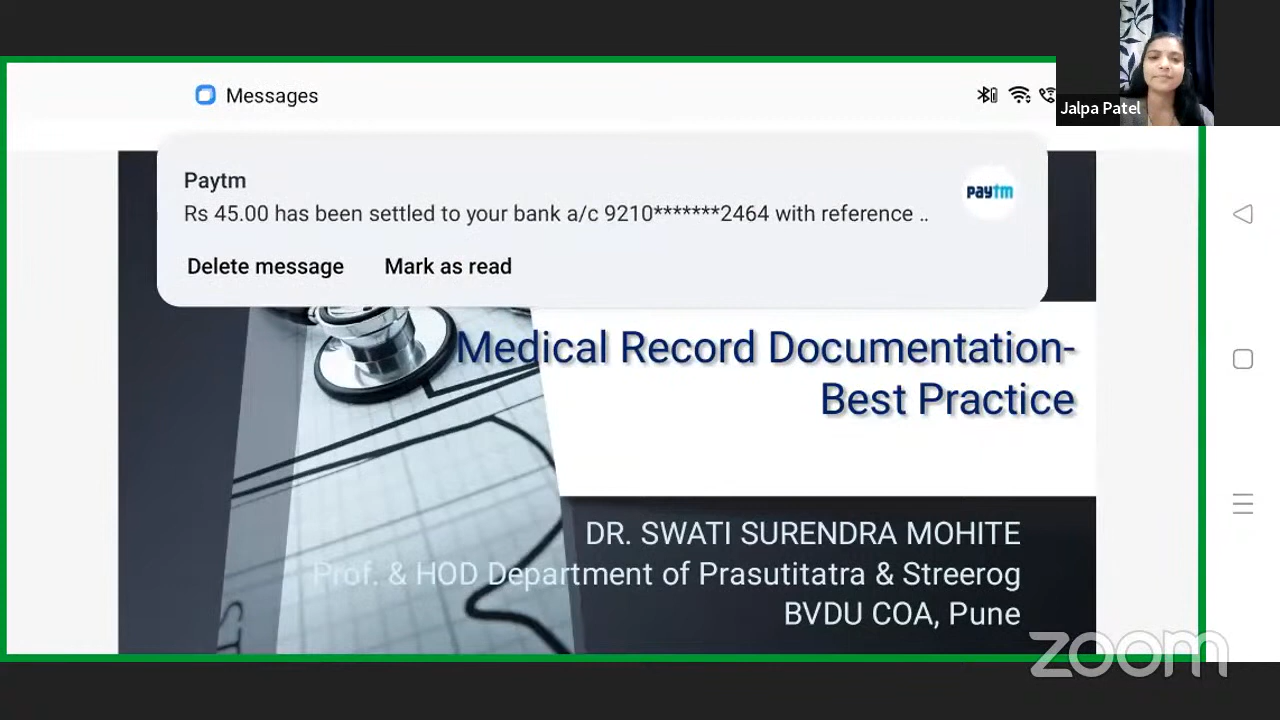 Messages
Jalpa Patel
Paytm
paytm
Rs 45.00 has been settled to your bank a/c 9210*******2464 with reference ..
Delete message Mark as read
Medical Record Documentation-
Best Practice
DR. SWATI SURENDRA MOHITE
Prof. & HOD Department of Prasutitatra & Streerog
BVDU COA, Pune
zoom